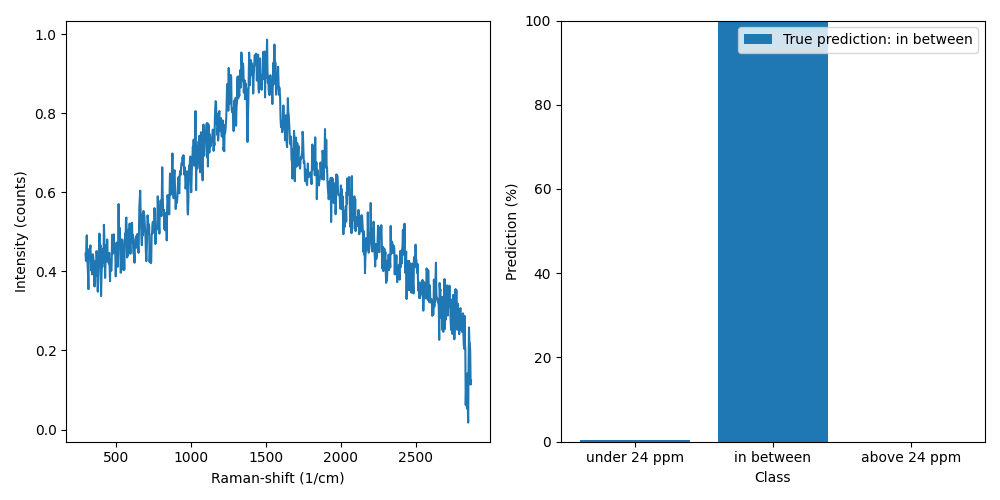 1.0
0.8
0.6
0.4
0.2
0.0
Intensity (counts)
500 1000 1500 2000 2500
Raman-shift (1/cm)
100
80
60
40
20
0
Prediction (%)
True prediction: in between
under 24 ppm in between above 24 ppm
Class